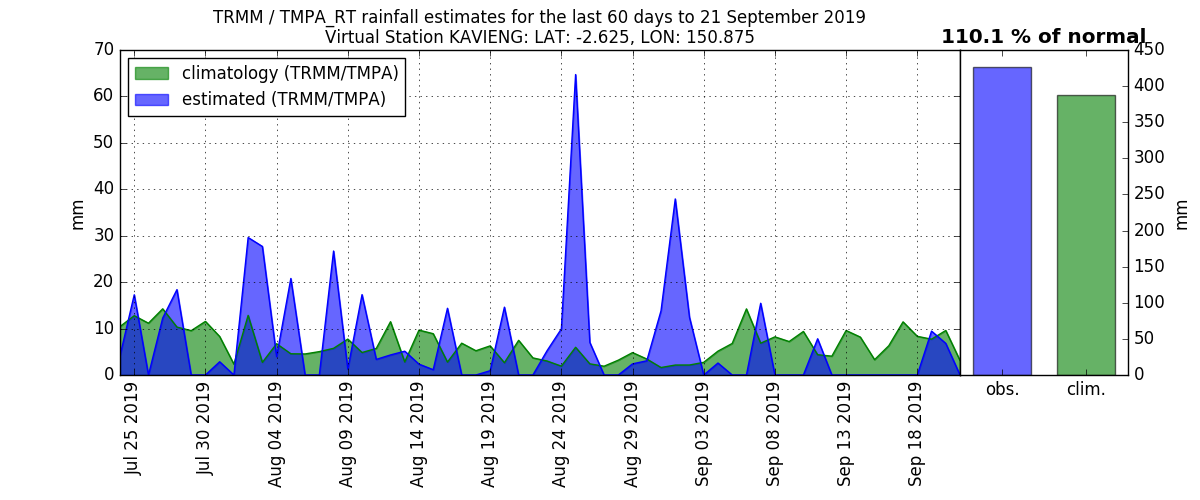 TRMM / TMPA_RT rainfall estimates for the last 60 days to 21 September 2019
Virtual Station KAVIENG: LAT: -2.625, LON: 150.875
110.1 % of normal
climatology (TRMM/TMPA)
estimated (TRMM/TMPA)
70
60
50
40
30
20
10
0
mm
Jul 25 2019
Jul 30 2019
Aug 04 2019
Aug 09 2019
Aug 14 2019
Aug 19 2019
Aug 24 2019
Aug 29 2019
Sep 03 2019
Sep 08 2019
Sep 13 2019
Sep 18 2019
450
400
350
300
250
200
150
100
50
0
mm
obs.
clim.